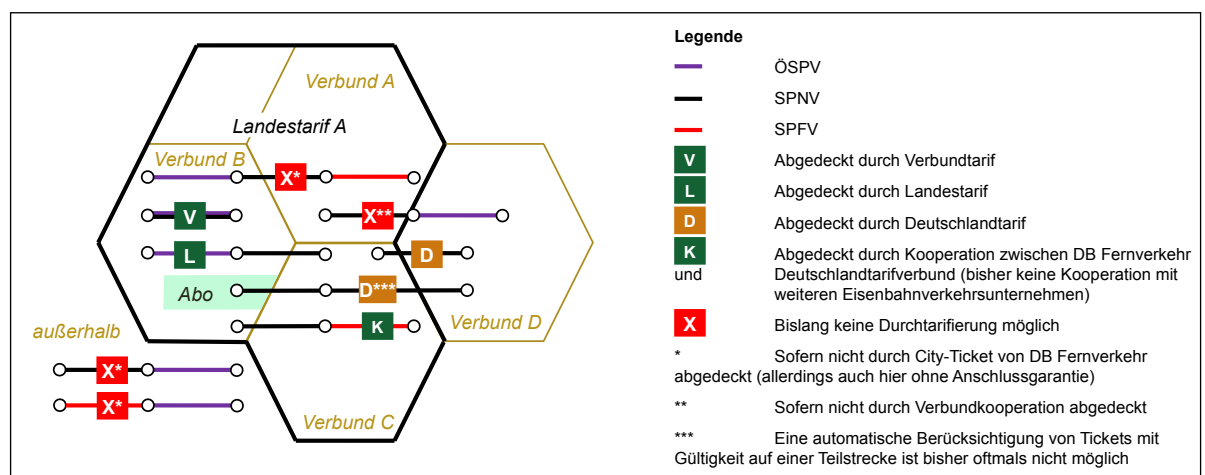 Verbund A
Landestarif A
Verbund B
X*
X**
V
L
D
Abo
D***
K
außerhalb
Verbund D
X*
X*
Verbund C
Legende
ÖSPV
SPNV
SPFV
V Abgedeckt durch Verbundtarif
L Abgedeckt durch Landestarif
D Abgedeckt durch Deutschlandtarif
K Abgedeckt durch Kooperation zwischen DB Fernverkehr
und Deutschlandtarifverbund (bisher keine Kooperation mit
weiteren Eisenbahnverkehrsunternehmen)
X Bislang keine Durchtarifierung möglich
* Sofern nicht durch City-Ticket von DB Fernverkehr
abgedeckt (allerdings auch hier ohne Anschlussgarantie)
** Sofern nicht durch Verbundkooperation abgedeckt
*** Eine automatische Berücksichtigung von Tickets mit
Gültigkeit auf einer Teilstrecke ist bisher oftmals nicht möglich